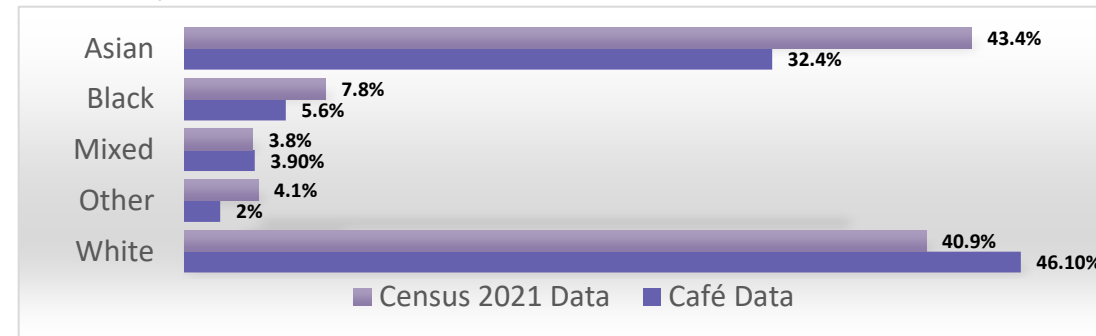 Asian 43.4%
32.4%
Black 7.8%
5.6%
Mixed 3.8%
3.90%
Other 4.1%
2%
White 40.9%
46.10%
Census 2021 Data Café Data